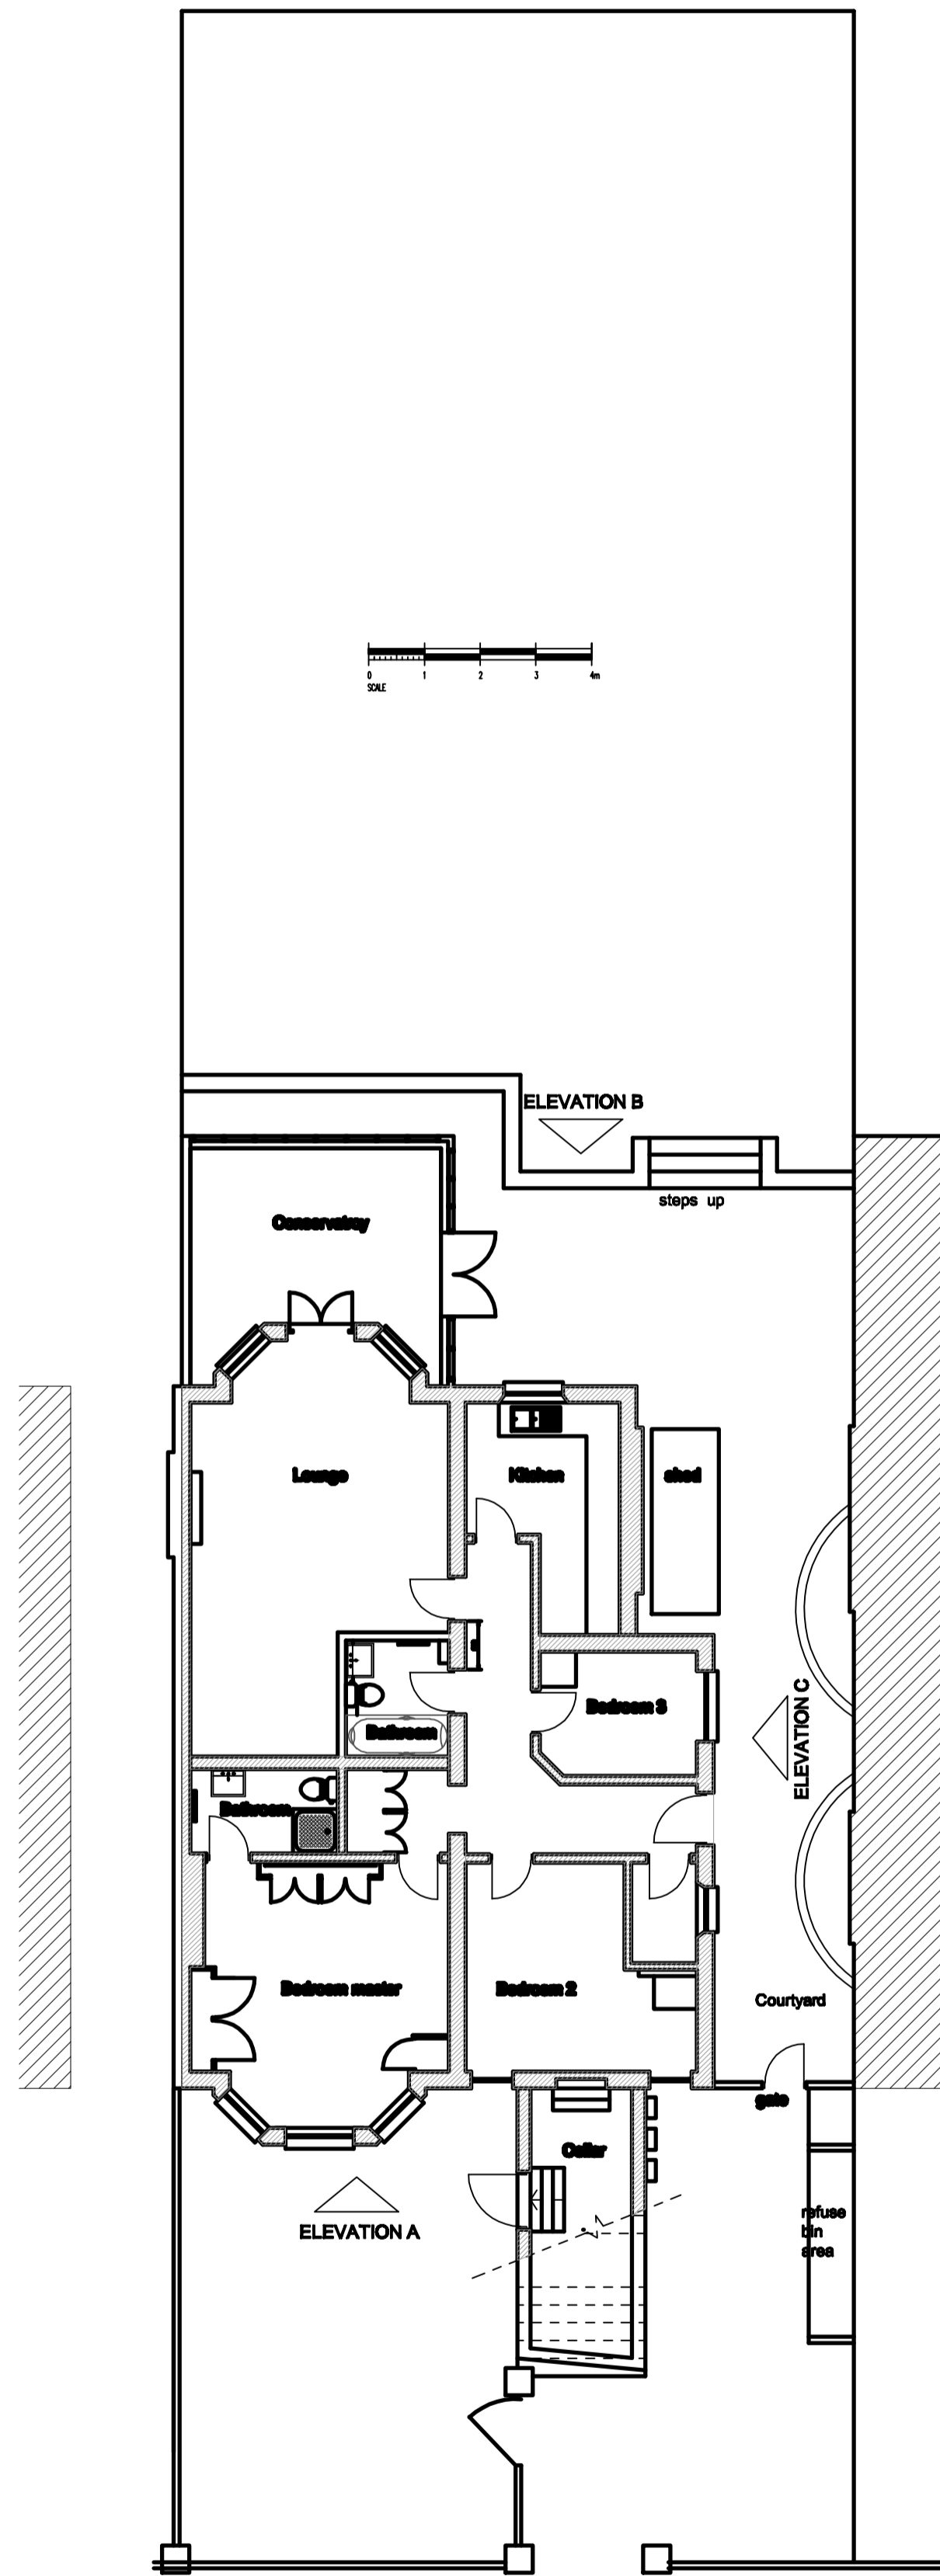 0 1 2 3 4m
SCALE
ELEVATION B
steps up
Conservatroy
Lounge
Kitchen
shed
Bedroom 3
Bathroom
ELEVATION C
Bathroom
Bedroom master
Bedroom 2
Courtyard
gate
Cellar
refuse
bin
area
ELEVATION A